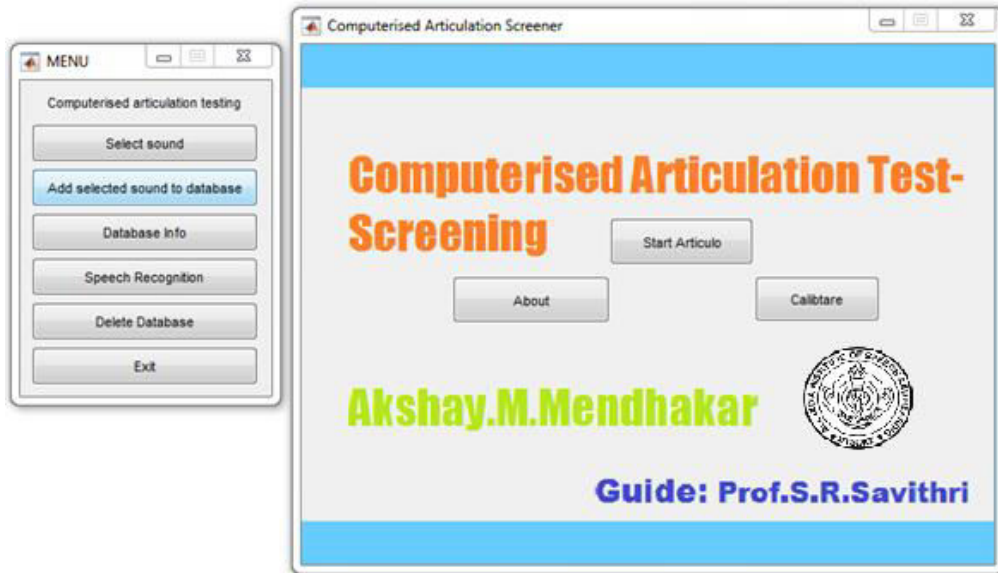 MENU
Computerised articulation testing
Select sound
Add selected sound to database
Database Info
Speech Recognition
Delete Database
Exit
Computerised Articulation Screener
Computerised Articulation Test-
Screening
Start Articulo
About
Calibtare
Akshay.M.Mendhakar
Guide: Prof.S.R.Savithri